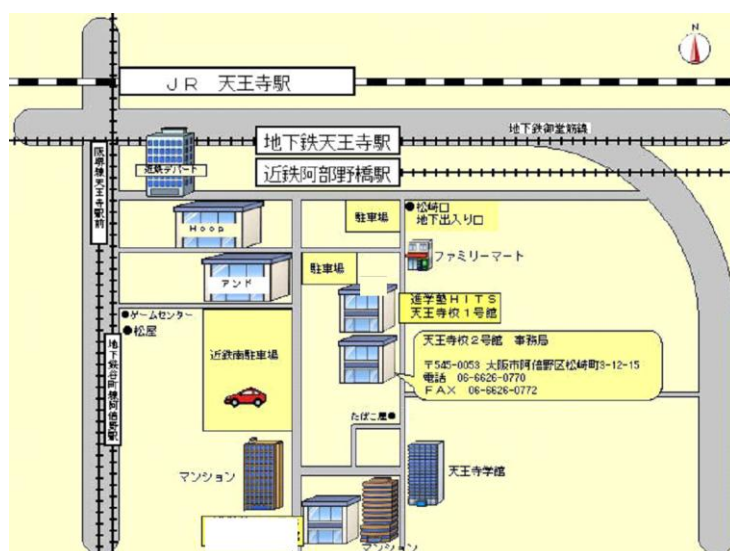 N
JR 天王寺駅
地下鉄御堂筋線
地下鉄天王寺駅
近鉄阿部野橋駅
阪堺線天王寺駅前
近鉄デパート
Hoop
駐車場
●松崎口
地下出入り口
ファミリーマート
駐車場
アンド
進学塾HITS
天王寺校1号館
●ゲームセンター
●松屋
地下鉄谷町線阿倍野駅
近鉄南駐車場
天王寺校2号館 事務局
〒545-0053 大阪市阿倍野区松崎町3-12-15
電話 06-6626-0770
FAX 06-6626-0772
たばこ屋●
マンション
天王寺学館
マンション